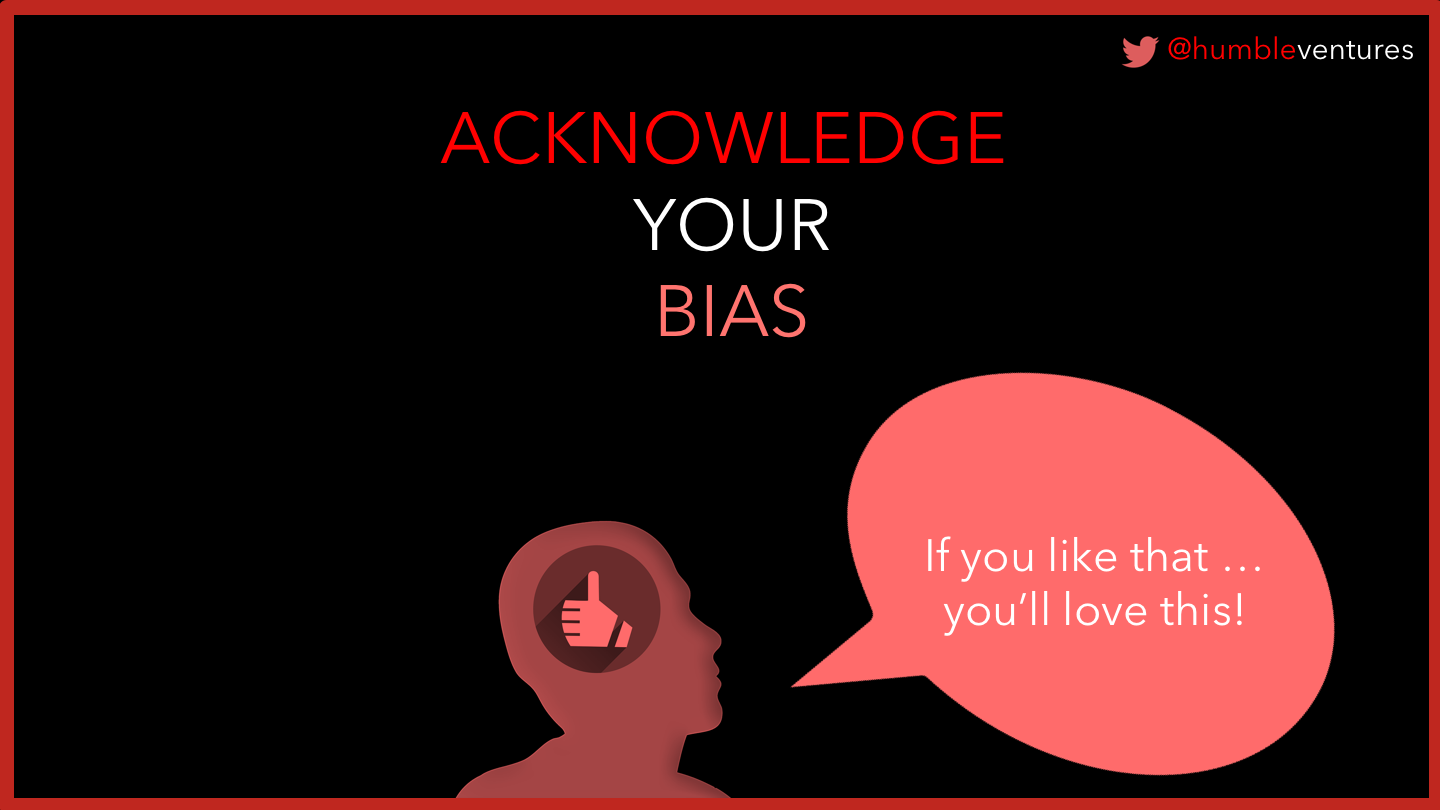 @humbleventures
ACKNOWLEDGE
YOUR
BIAS
If you like that …
you’ll love this!